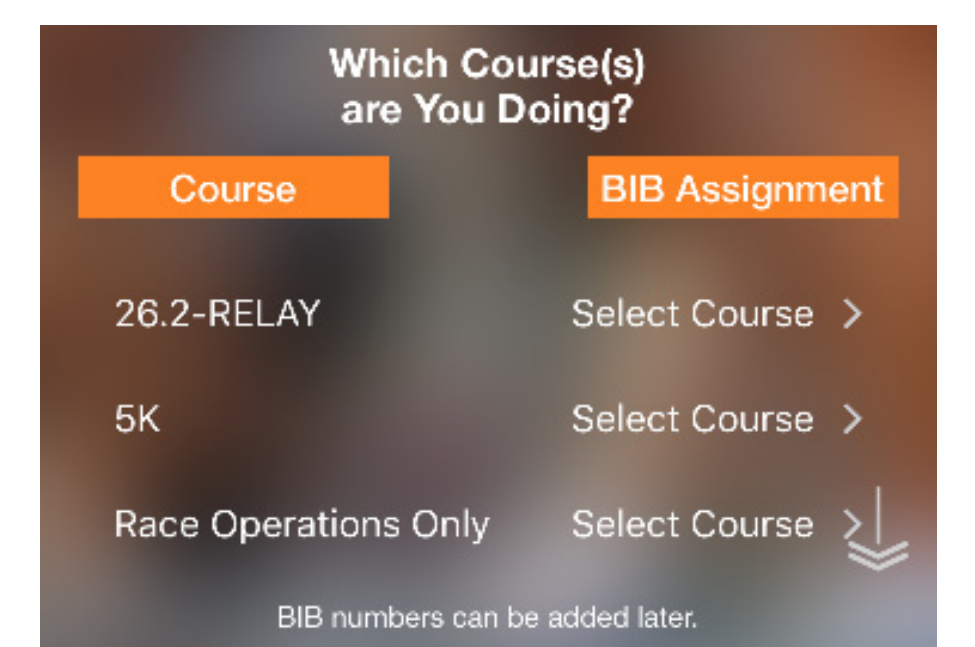 Which Course(s)
are You Doing?
Course BIB Assignment
26.2-RELAY Select Course >
5K Select Course >
Race Operations Only Select Course >
BIB numbers can be added later.